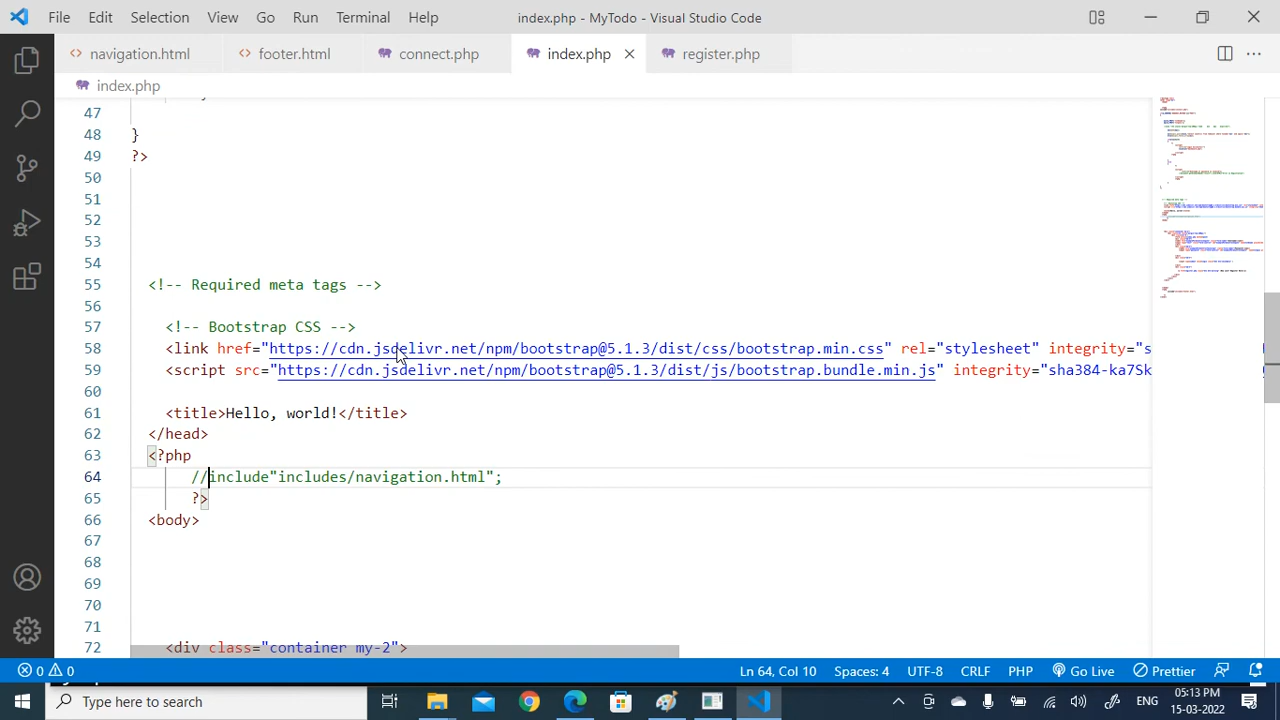 File Edit Selection View Go Run Terminal Help index.php - MyTodo - Visual Studio Code
navigation.html footer.html connect.php index.php register.php
index.php
47
48 }
49 ?>
50
51
52
53
54
55 <!-- Required meta tags -->
56
57 <!-- Bootstrap CSS -->
58 <link href="https://cdn.jsdelivr.net/npm/bootstrap@5.1.3/dist/css/bootstrap.min.css" rel="stylesheet" integrity="s
59 <script src="https://cdn.jsdelivr.net/npm/bootstrap@5.1.3/dist/js/bootstrap.bundle.min.js" integrity="sha384-ka7Sk
60
61 <title>Hello, world!</title>
62 </head>
63 <?php
64 //include"includes/navigation.html";
65 ?>
66 <body>
67
68
69
70
71
72 <div class="container my-2">
0 0 Ln 64, Col 10 Spaces: 4 UTF-8 CRLF PHP Go Live Prettier
Type here to search ENG 05:13 PM
15-03-2022